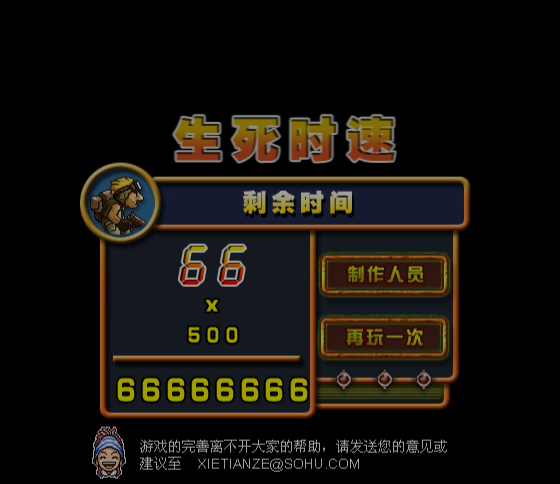 生死时速
剩余时间
66
x
500
66666666
制作人员
再玩一次
游戏的完善离不开大家的帮助，请发送您的意见或
建议至 XIETIANZE@SOHU.COM